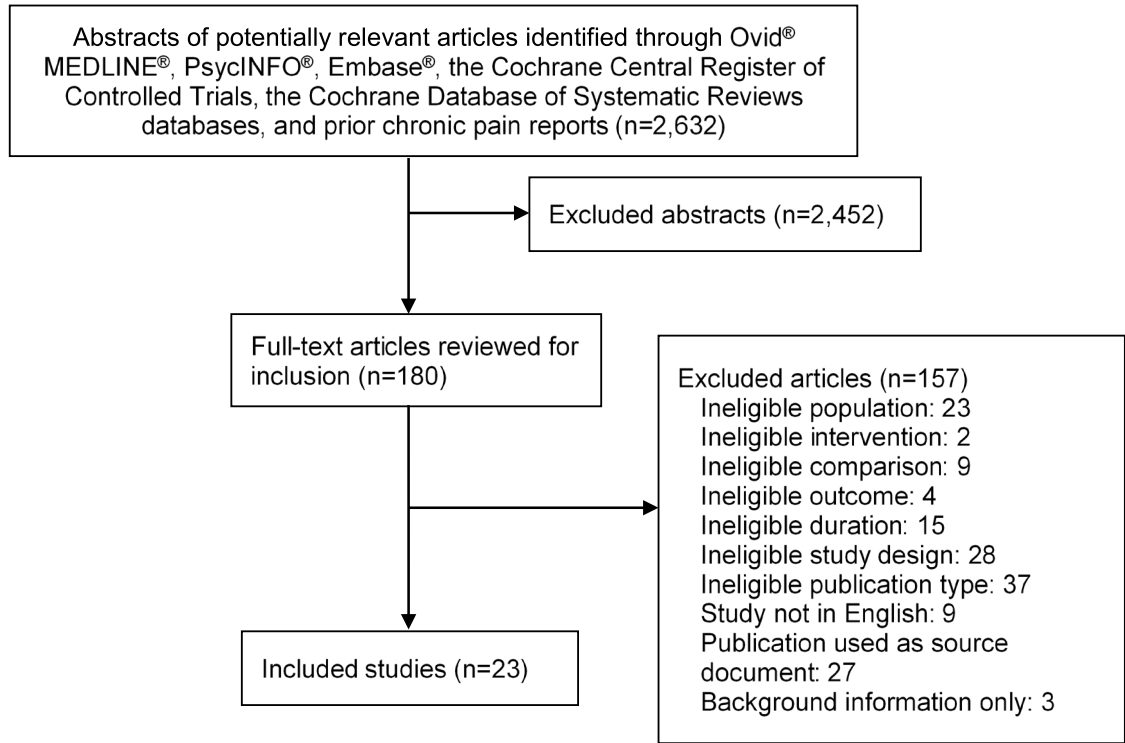 Abstracts of potentially relevant articles identified through Ovid®
MEDLINE®, PsycINFO®, Embase®, the Cochrane Central Register of
Controlled Trials, the Cochrane Database of Systematic Reviews
databases, and prior chronic pain reports (n=2,632)
Excluded abstracts (n=2,452)
Full-text articles reviewed for
inclusion (n=180)
Excluded articles (n=157)
Ineligible population: 23
Ineligible intervention: 2
Ineligible comparison: 9
Ineligible outcome: 4
Ineligible duration: 15
Ineligible study design: 28
Ineligible publication type: 37
Study not in English: 9
Publication used as source
document: 27
Background information only: 3
Included studies (n=23)